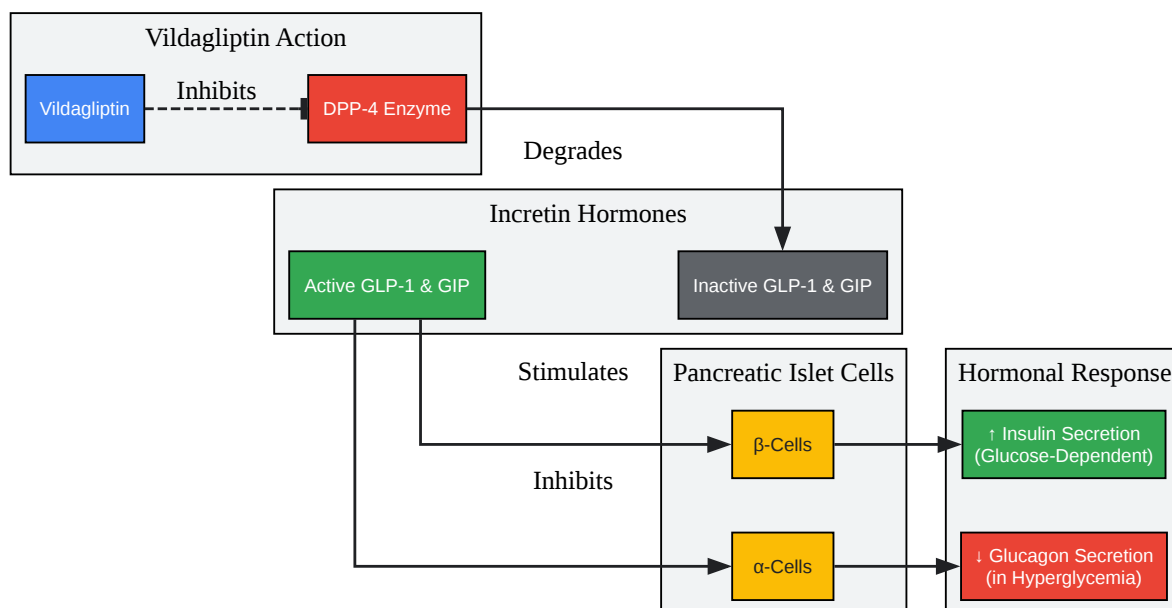 Vildagliptin Action
Vildagliptin
Inhibits
DPP-4 Enzyme
Degrades
Incretin Hormones
Active GLP-1 & GIP
Inactive GLP-1 & GIP
Stimulates
Pancreatic Islet Cells
Hormonal Response
β-Cells
↑ Insulin Secretion
(Glucose-Dependent)
Inhibits
α-Cells
↓ Glucagon Secretion
(in Hyperglycemia)